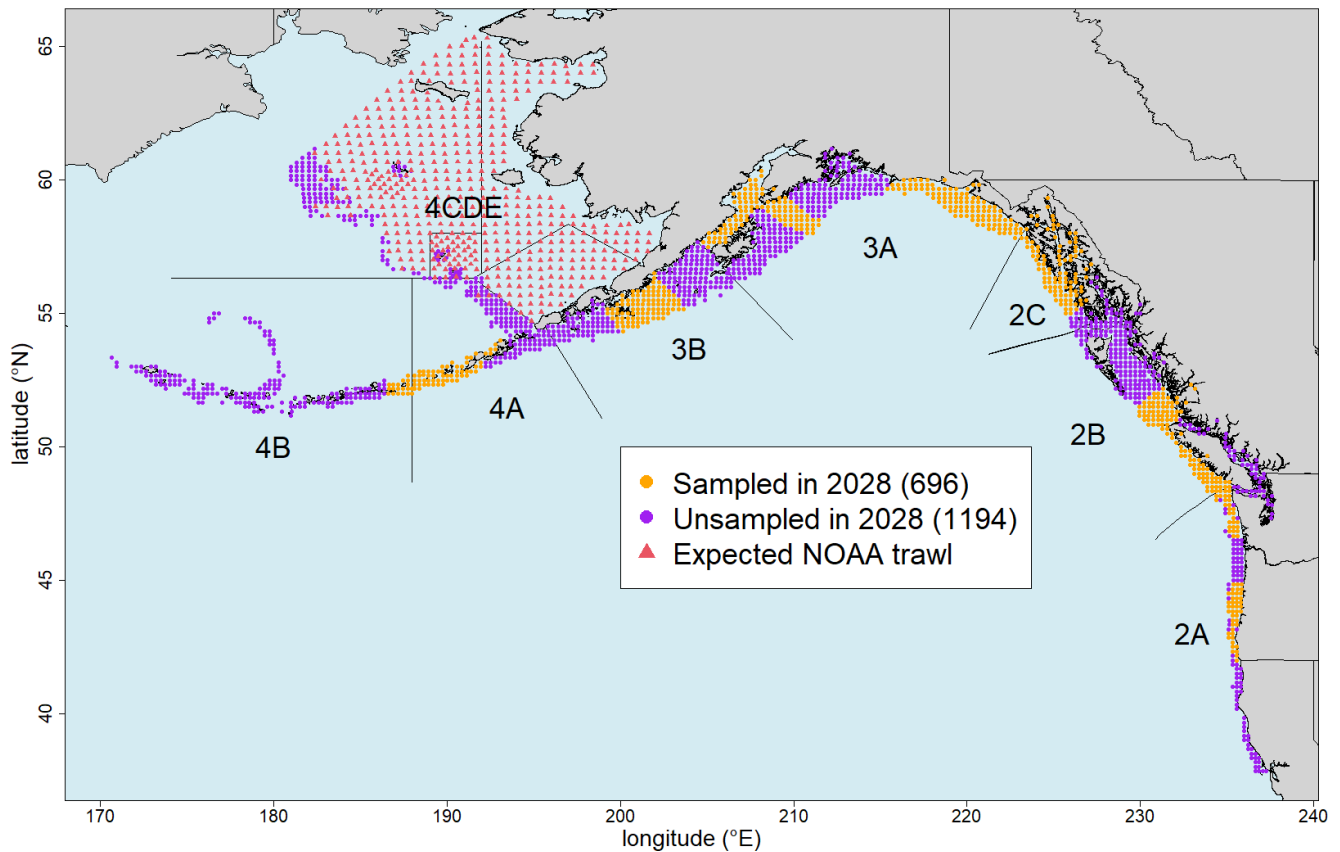 65
60
55
50
45
40
latitude (°N)
4CDE
3A
2C
3B
4A
4B
2B
2A
Sampled in 2028 (696)
Unsampled in 2028 (1194)
Expected NOAA trawl
170
180
190
200
210
220
230
240
longitude (°E)